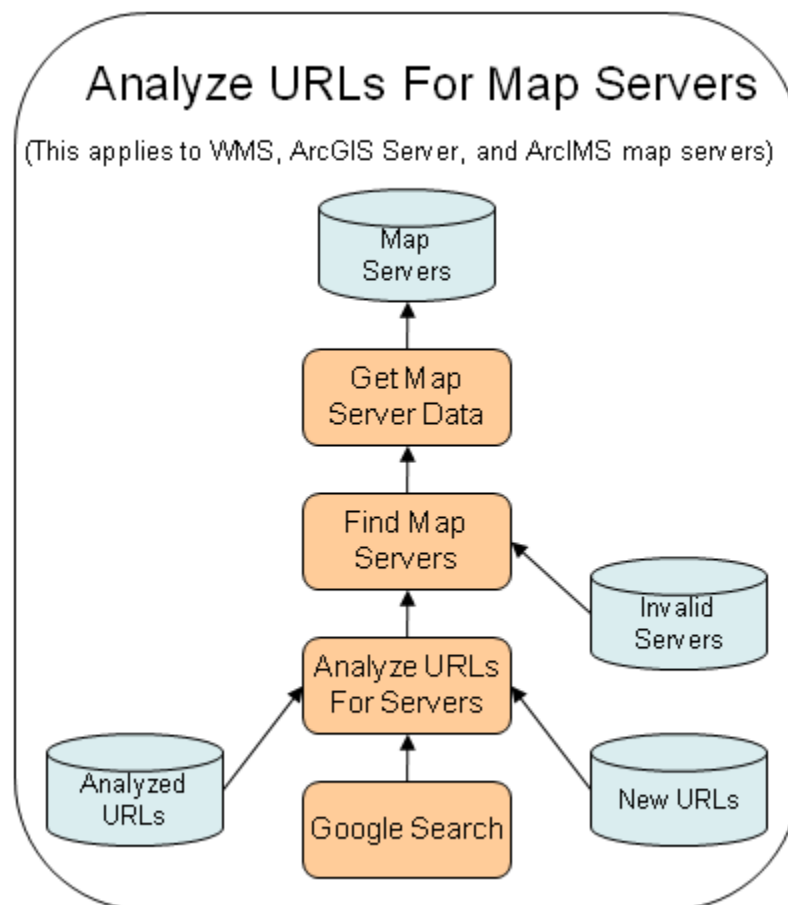 Analyze URLs For Map Servers
(This applies to WMS, ArcGIS Server, and ArcIMS map servers)
Map
Servers
Get Map
Server Data
Find Map
Servers
Invalid
Servers
Analyze URLs
For Servers
Analyzed
URLs
Google Search
New URLs